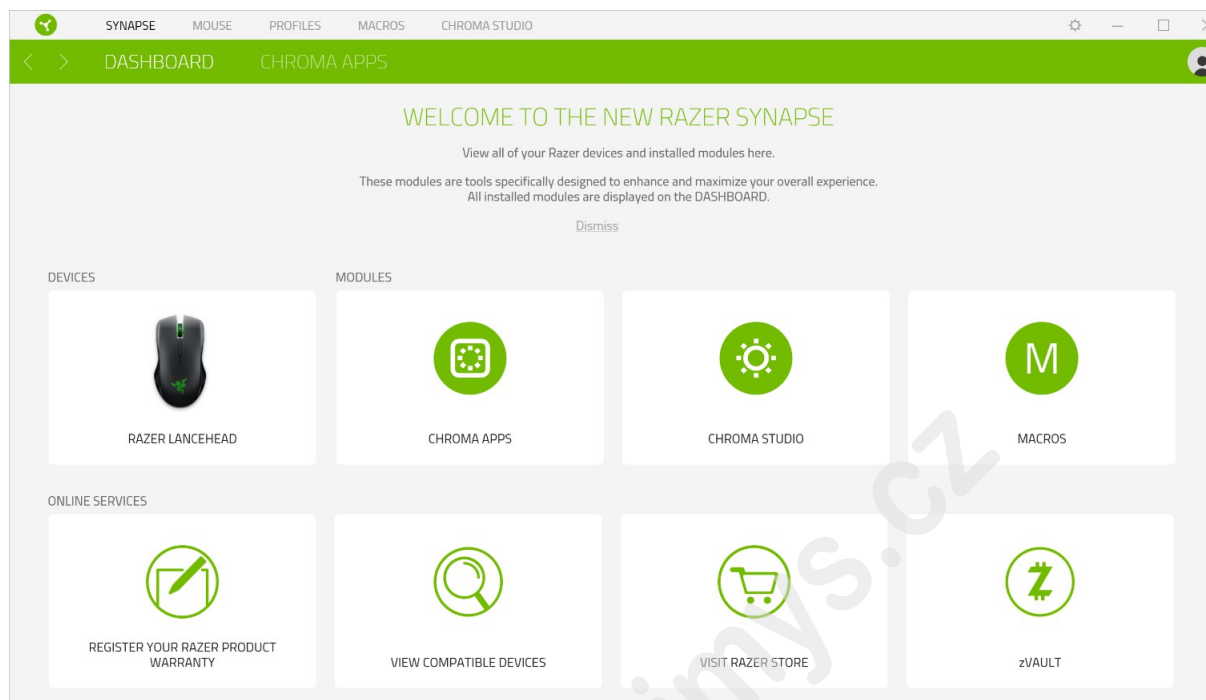 SYNAPSE MOUSE PROFILES MACROS CHROMA STUDIO
DASHBOARD CHROMA APPS
WELCOME TO THE NEW RAZER SYNAPSE
View all of your Razer devices and installed modules here.
These modules are tools specifically designed to enhance and maximize your overall experience.
All installed modules are displayed on the DASHBOARD.
Dismiss
DEVICES MODULES
M
RAZER LANCEHEAD CHROMA APPS CHROMA STUDIO MACROS
ONLINE SERVICES
REGISTER YOUR RAZER PRODUCT
WARRANTY
VIEW COMPATIBLE DEVICES
VISIT RAZER STORE
zVAULT